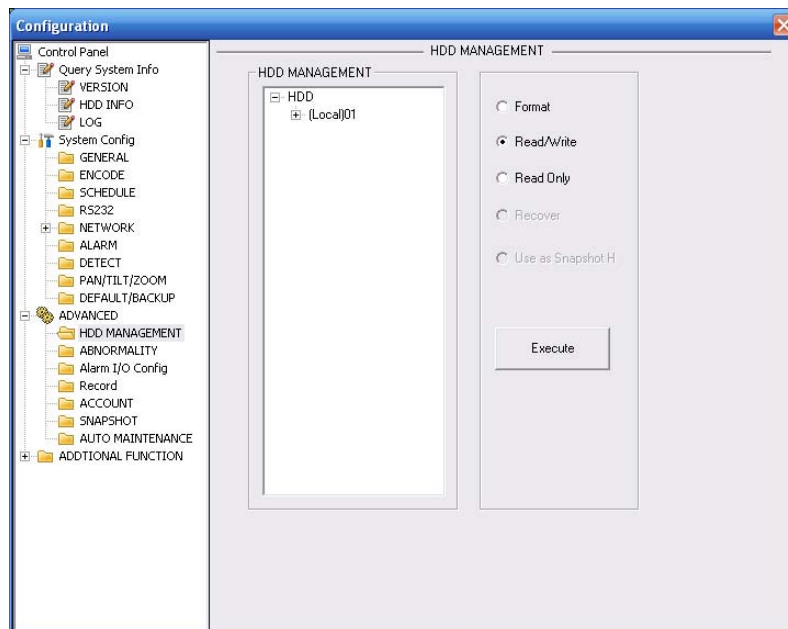 Configuration
Control Panel
Query System Info
VERSION
HDD INFO
LOG
System Config
GENERAL
ENCODE
SCHEDULE
RS232
NETWORK
ALARM
DETECT
PAN/TILT/ZOOM
DEFAULT/BACKUP
ADVANCED
HDD MANAGEMENT
ABNORMALITY
Alarm I/O Config
Record
ACCOUNT
SNAPSHOT
AUTO MAINTENANCE
ADDTIONAL FUNCTION
HDD MANAGEMENT
HDD MANAGEMENT
HDD
(Local)01
Format
Read/Write
Read Only
Recover
Use as Snapshot H
Execute